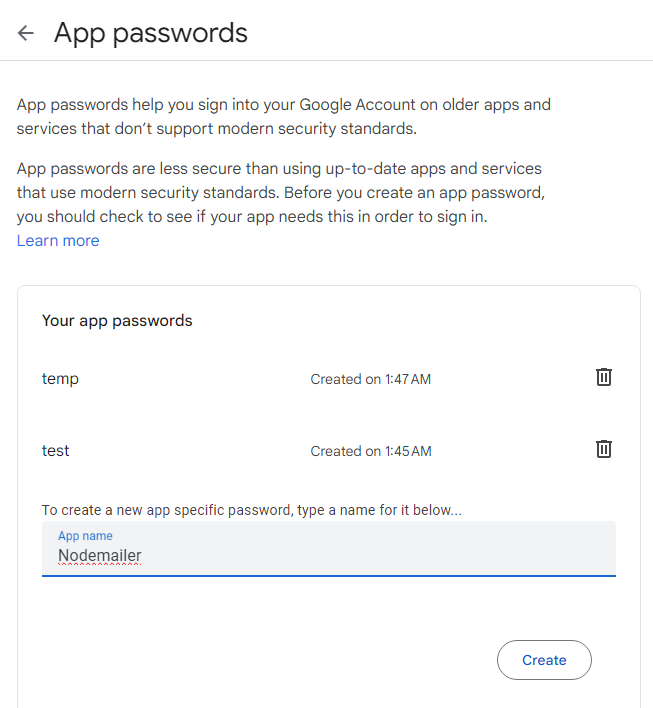 App passwords
App passwords help you sign into your Google Account on older apps and
services that don’t support modern security standards.
App passwords are less secure than using up-to-date apps and services
that use modern security standards. Before you create an app password,
you should check to see if your app needs this in order to sign in.
Learn more
Your app passwords
temp Created on 1:47 AM
test Created on 1:45 AM
To create a new app specific password, type a name for it below...
App name
Nodemailer
Create